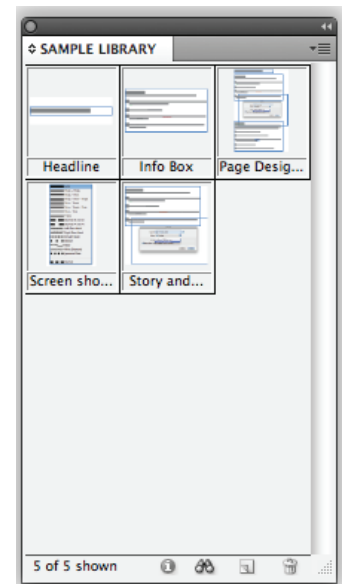 SAMPLE LIBRARY
Headline
Info Box
Page Desig...
Screen sho...
Story and...
5 of 5 shown